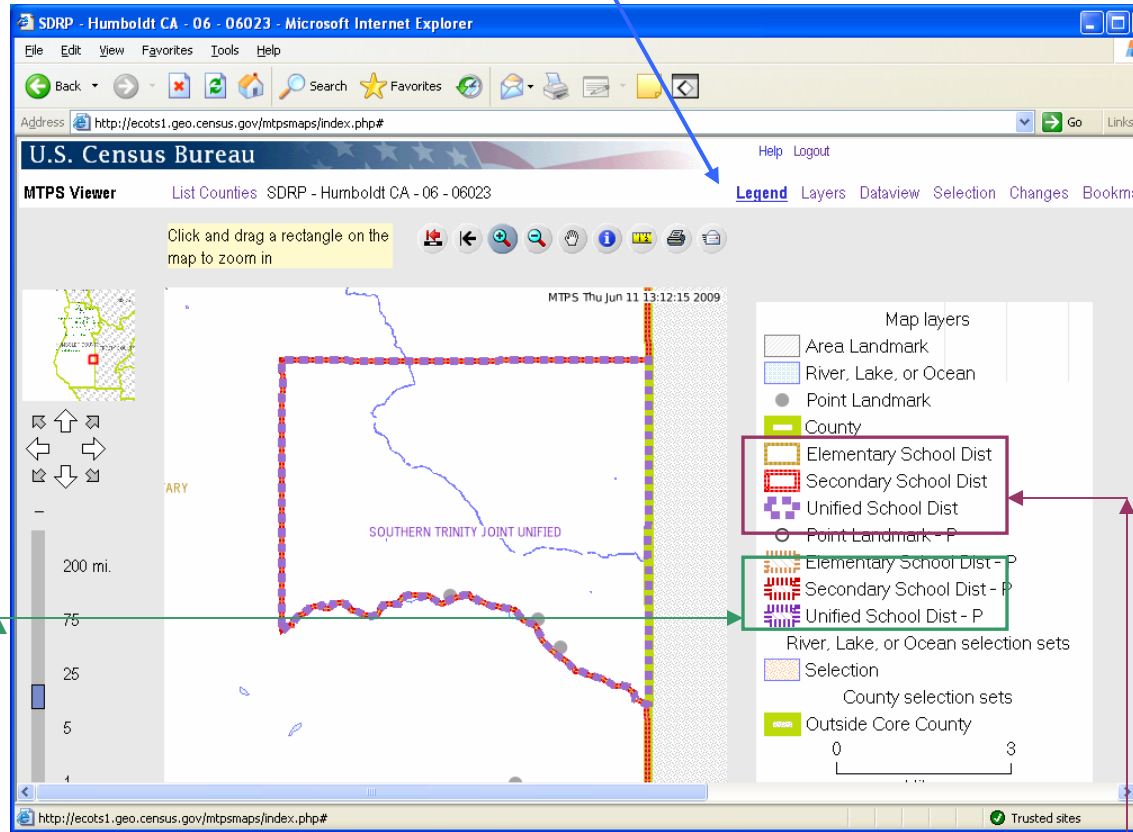 SDRP - Humboldt CA - 06 - 06023 - Microsoft Internet Explorer
File Edit View Favorites Tools Help
Back Search Favorites
Address http://ecots1.geo.census.gov/mtpsmaps/index.php# Go Links
U.S. Census Bureau Help Logout
MTPS Viewer List Counties SDRP - Humboldt CA - 06 - 06023 Legend Layers Dataview Selection Changes Bookm
Click and drag a rectangle on the
map to zoom in
MTPS Thu Jun 11 13:12:15 2009
Map layers
Area Landmark
River, Lake, or Ocean
Point Landmark
County
Elementary School Dist
Secondary School Dist
Unified School Dist
Point Landmark - P
Elementary School Dist - P
Secondary School Dist - P
Unified School Dist - P
River, Lake, or Ocean selection sets
Selection
County selection sets
Outside Core County
0 3
ARY
SOUTHERN TRINITY JOINT UNIFIED
200 mi.
75
25
5
1
http://ecots1.geo.census.gov/mtpsmaps/index.php# Trusted sites